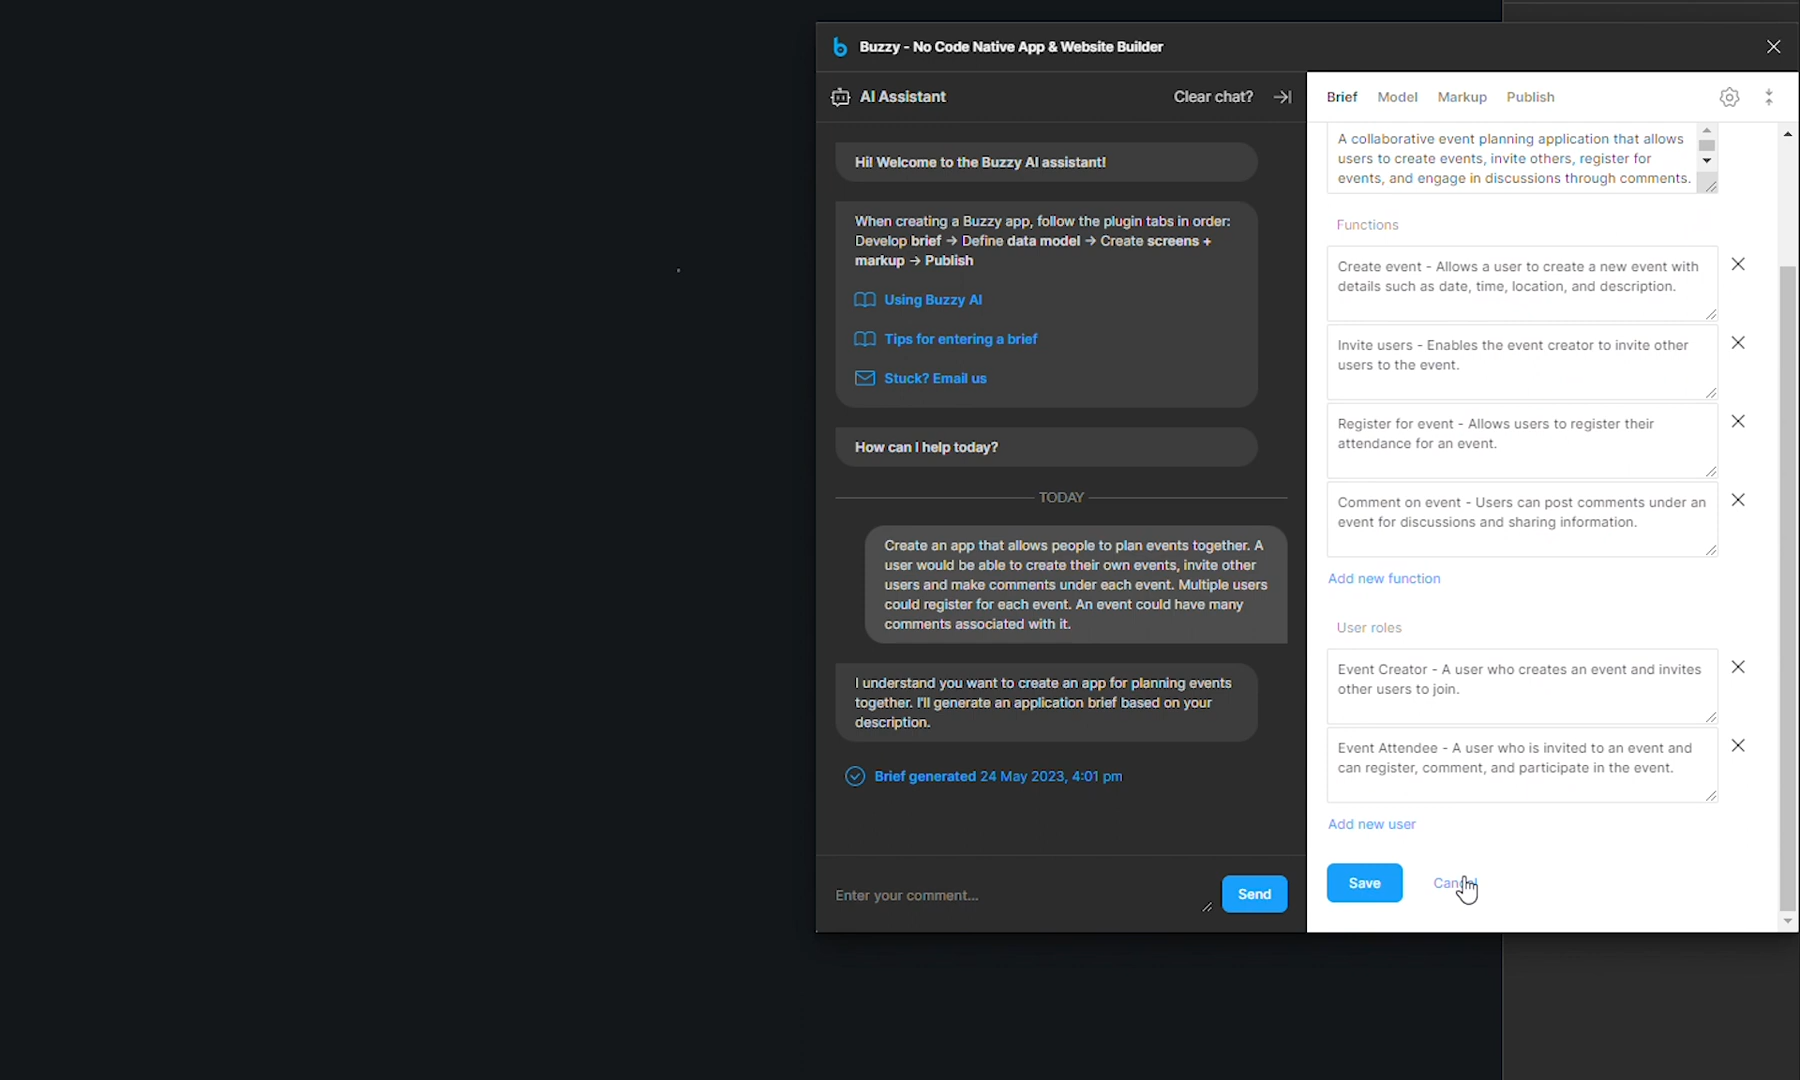 Buzzy - No Code Native App & Website Builder
AI Assistant
Clear chat?
Hi! Welcome to the Buzzy AI assistant!
When creating a Buzzy app, follow the plugin tabs in order:
Develop brief → Define data model → Create screens +
markup → Publish
Using Buzzy AI
Tips for entering a brief
Stuck? Email us
How can I help today?
TODAY
Create an app that allows people to plan events together. A
user would be able to create their own events, invite other
users and make comments under each event. Multiple users
could register for each event. An event could have many
comments associated with it.
I understand you want to create an app for planning events
together. I'll generate an application brief based on your
description.
Brief generated 24 May 2023, 4:01 pm
Enter your comment...
Send
Brief Model Markup Publish
A collaborative event planning application that allows
users to create events, invite others, register for
events, and engage in discussions through comments.
Functions
Create event - Allows a user to create a new event with
details such as date, time, location, and description.
Invite users - Enables the event creator to invite other
users to the event.
Register for event - Allows users to register their
attendance for an event.
Comment on event - Users can post comments under an
event for discussions and sharing information.
Add new function
User roles
Event Creator - A user who creates an event and invites
other users to join.
Event Attendee - A user who is invited to an event and
can register, comment, and participate in the event.
Add new user
Save
Cancel